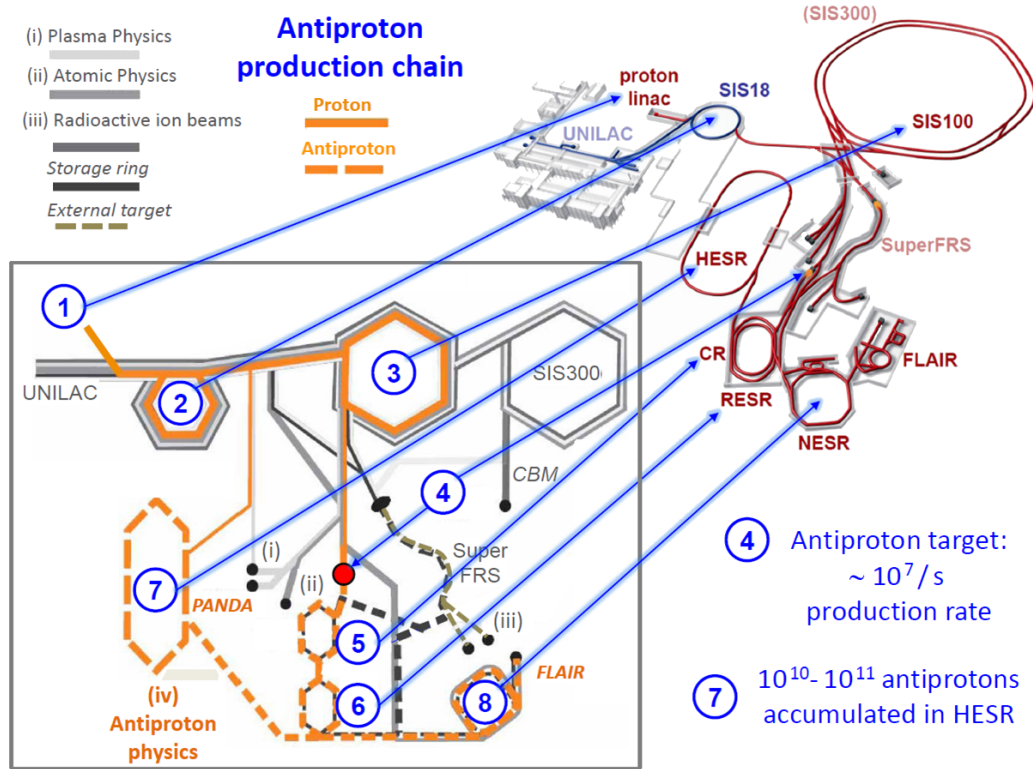 (i) Plasma Physics
(ii) Atomic Physics
(iii) Radioactive ion beams
Storage ring
External target
Antiproton
production chain
Proton
Antiproton
(SIS300)
proton
linac
SIS18
UNILAC
SIS100
HESR
SuperFRS
CR
FLAIR
RESR
NESR
1
UNILAC
2
3
SIS300
4
CBM
(i)
(ii)
Super
FRS
7
PANDA
5
(iii)
6
FLAIR
8
(iv)
Antiproton
physics
4 Antiproton target:
~ 10⁷/s
production rate
7 10¹⁰- 10¹¹ antiprotons
accumulated in HESR